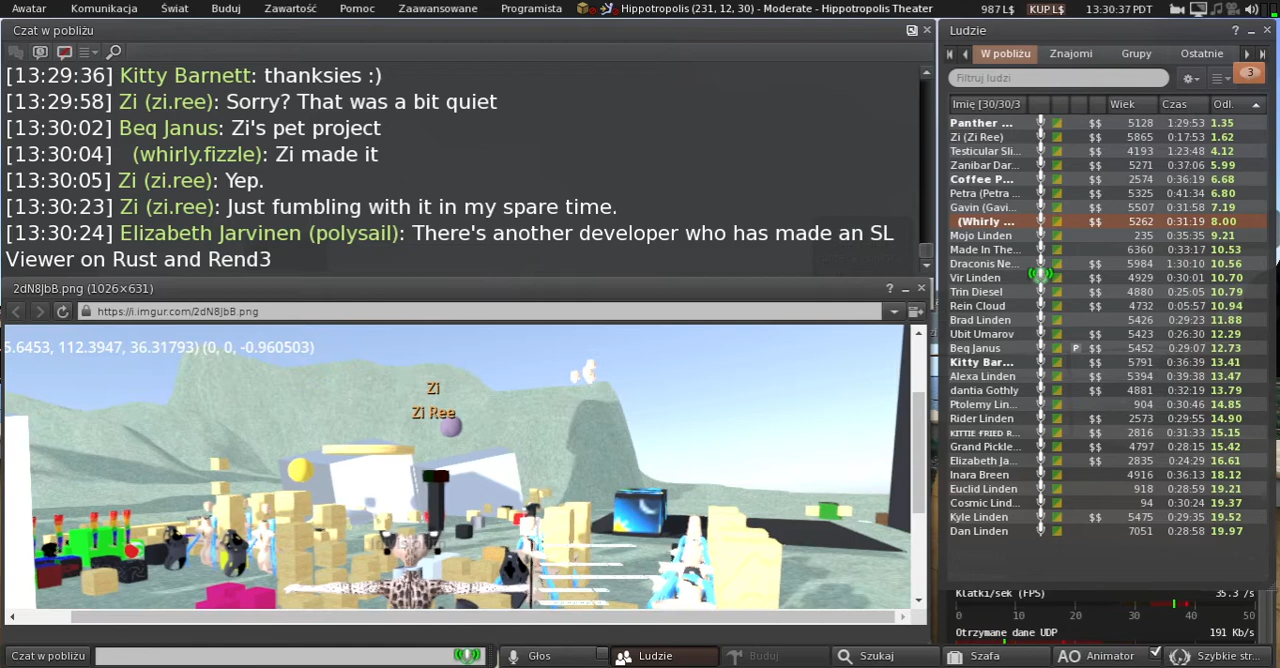 Awatar Komunikacja Świat Buduj Zawartość Pomoc Zaawansowane Programista Hippotropolis (231, 12, 30) - Moderate - Hippotropolis Theater 987 L$ KUP L$ 13:30:37 PDT
Czat w pobliżu
[13:29:36] Kitty Barnett: thanksies :)
[13:29:58] Zi (zi.ree): Sorry? That was a bit quiet
[13:30:02] Beq Janus: Zi's pet project
[13:30:04] (whirly.fizzle): Zi made it
[13:30:05] Zi (zi.ree): Yep.
[13:30:23] Zi (zi.ree): Just fumbling with it in my spare time.
[13:30:24] Elizabeth Jarvinen (polysail): There's another developer who has made an SL
Viewer on Rust and Rend3
2dN8JbB.png (1026×631)
https://i.imgur.com/2dN8JbB.png
5.6453, 112.3947, 36.31793) (0, 0, -0.960503)
Zi
Zi Ree
Ludzie
W pobliżu Znajomi Grupy Ostatnie
Filtruj ludzi 3
Imię [30/30/3 Wiek Czas Odl.
Panther ... $$ 5128 1:29:53 1.35
Zi (Zi Ree) $$ 5865 0:17:53 1.62
Testicular Sli... $$ 4193 1:23:48 4.12
Zanibar Dar... $$ 5271 0:37:06 5.99
Coffee P... $$ 2574 0:36:19 6.68
Petra (Petra ... $$ 5325 0:41:34 6.80
Gavin (Gavi... $$ 5507 0:31:58 7.19
(Whirly ... $$ 5262 0:31:19 8.00
Mojo Linden 235 0:35:35 9.21
Made In The... 6360 0:33:17 10.53
Draconis Ne... $$ 5984 1:30:10 10.56
Vir Linden $$ 4929 0:30:01 10.70
Trin Diesel $$ 4880 0:25:05 10.79
Rein Cloud $$ 4732 0:05:57 10.94
Brad Linden 5426 0:29:23 11.88
Ubit Umarov $$ 5423 0:26:30 12.29
Beq Janus P $$ 5452 0:29:07 12.73
Kitty Bar... $$ 5791 0:36:39 13.41
Alexa Linden $$ 5394 0:39:38 13.47
dantia Gothly $$ 4881 0:32:19 13.79
Ptolemy Lin... 904 0:30:46 14.85
Rider Linden $$ 2573 0:29:55 14.90
ᴋɪᴛᴛɪᴇ ғʀɪᴇᴅ ʀ... $$ 2816 0:31:33 15.15
Grand Pickle... $$ 4797 0:28:15 15.42
Elizabeth Ja... $$ 2835 0:24:29 16.61
Inara Breen 4916 0:36:13 18.12
Euclid Linden 918 0:28:59 19.21
Cosmic Lind... 94 0:30:24 19.37
Kyle Linden $$ 5475 0:29:35 19.52
Dan Linden 7051 0:28:58 19.97
Klatki/sek (FPS) 35.3 /s
0 10 20 30 40 50
Otrzymane dane UDP 191 Kb/s
Czat w pobliżu Głos Ludzie Buduj Szukaj Szafa AO Animator Szybkie str...